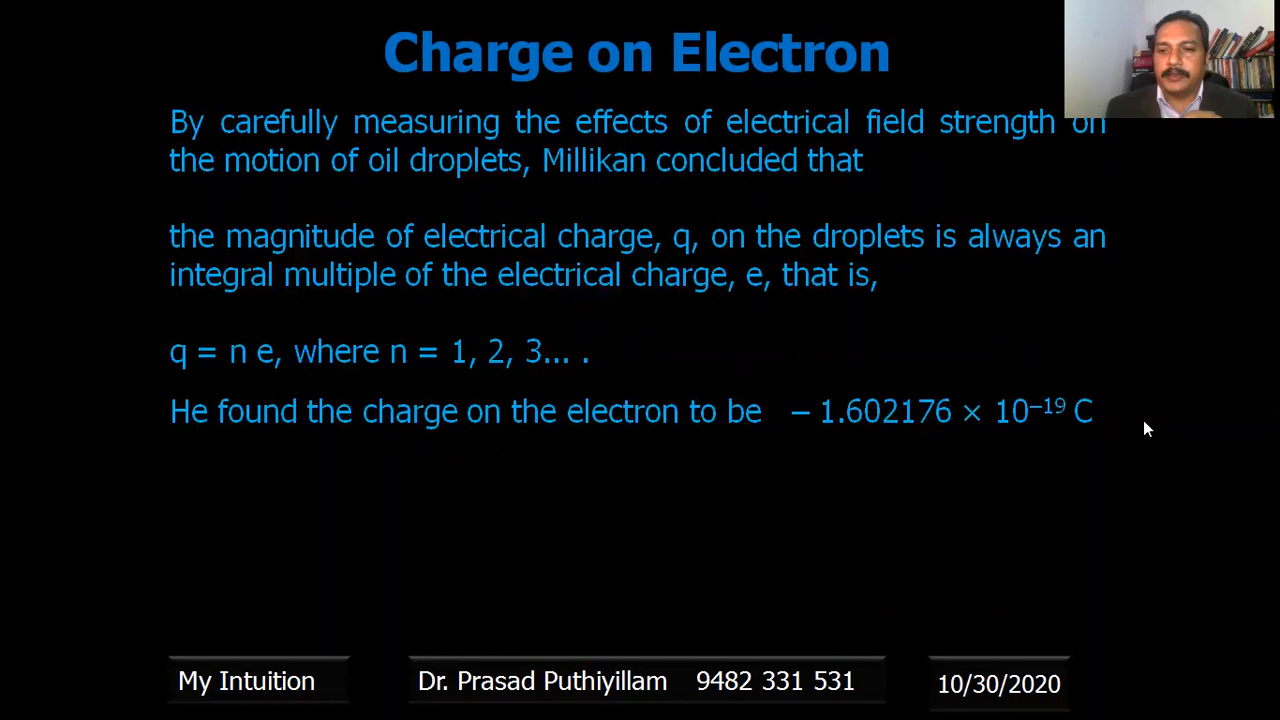 Charge on Electron
By carefully measuring the effects of electrical field strength on
the motion of oil droplets, Millikan concluded that
the magnitude of electrical charge, q, on the droplets is always an
integral multiple of the electrical charge, e, that is,
q = n e, where n = 1, 2, 3... .
He found the charge on the electron to be – 1.602176 × 10⁻¹⁹ C
My Intuition
Dr. Prasad Puthiyillam 9482 331 531
10/30/2020